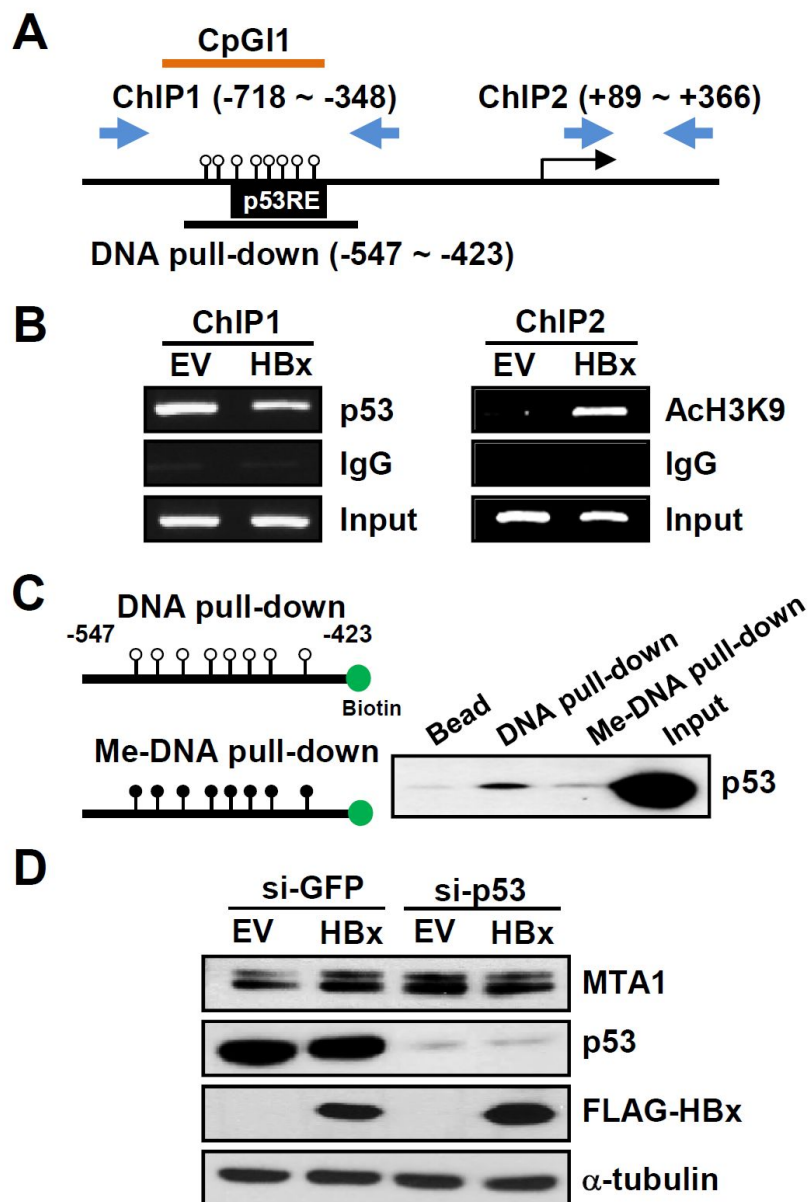 A
CpGI1
ChIP1 (-718 ~ -348)
ChIP2 (+89 ~ +366)
p53RE
DNA pull-down (-547 ~ -423)
B
ChIP1
EV HBx
p53
IgG
Input
ChIP2
EV HBx
AcH3K9
IgG
Input
C
DNA pull-down
-547 -423
Biotin
Me-DNA pull-down
Bead
DNA pull-down
Me-DNA pull-down
Input
p53
D
si-GFP si-p53
EV HBx EV HBx
MTA1
p53
FLAG-HBx
α-tubulin